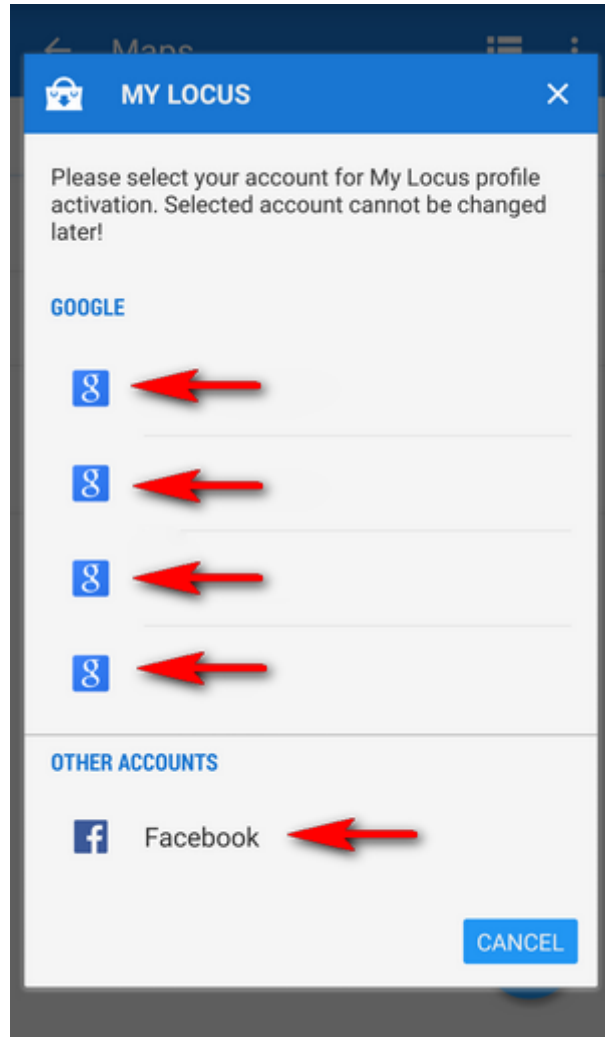 Maps
MY LOCUS
Please select your account for My Locus profile
activation. Selected account cannot be changed
later!
GOOGLE
g
g
g
g
OTHER ACCOUNTS
f Facebook
CANCEL